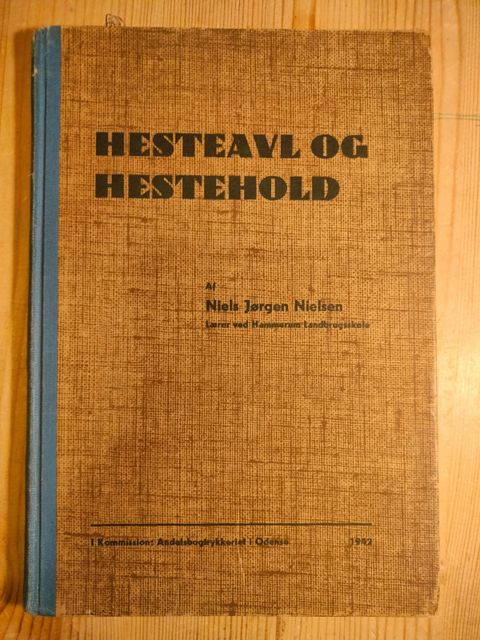 HESTEAVL OG
HESTEHOLD
Af
Niels Jørgen Nielsen
Lærer ved Hammerum Landbrugsskole
I Kommission: Andelsbogtrykkeriet i Odense 1942